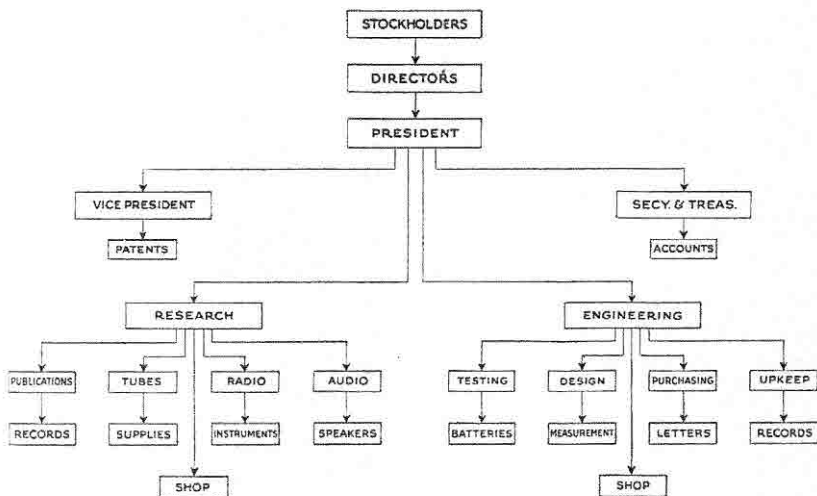 STOCKHOLDERS
DIRECTORS
PRESIDENT
VICE PRESIDENT
SECY. & TREAS.
PATENTS
ACCOUNTS
RESEARCH
ENGINEERING
PUBLICATIONS
TUBES
RADIO
AUDIO
TESTING
DESIGN
PURCHASING
UPKEEP
RECORDS
SUPPLIES
INSTRUMENTS
SPEAKERS
BATTERIES
MEASUREMENT
LETTERS
RECORDS
SHOP
SHOP